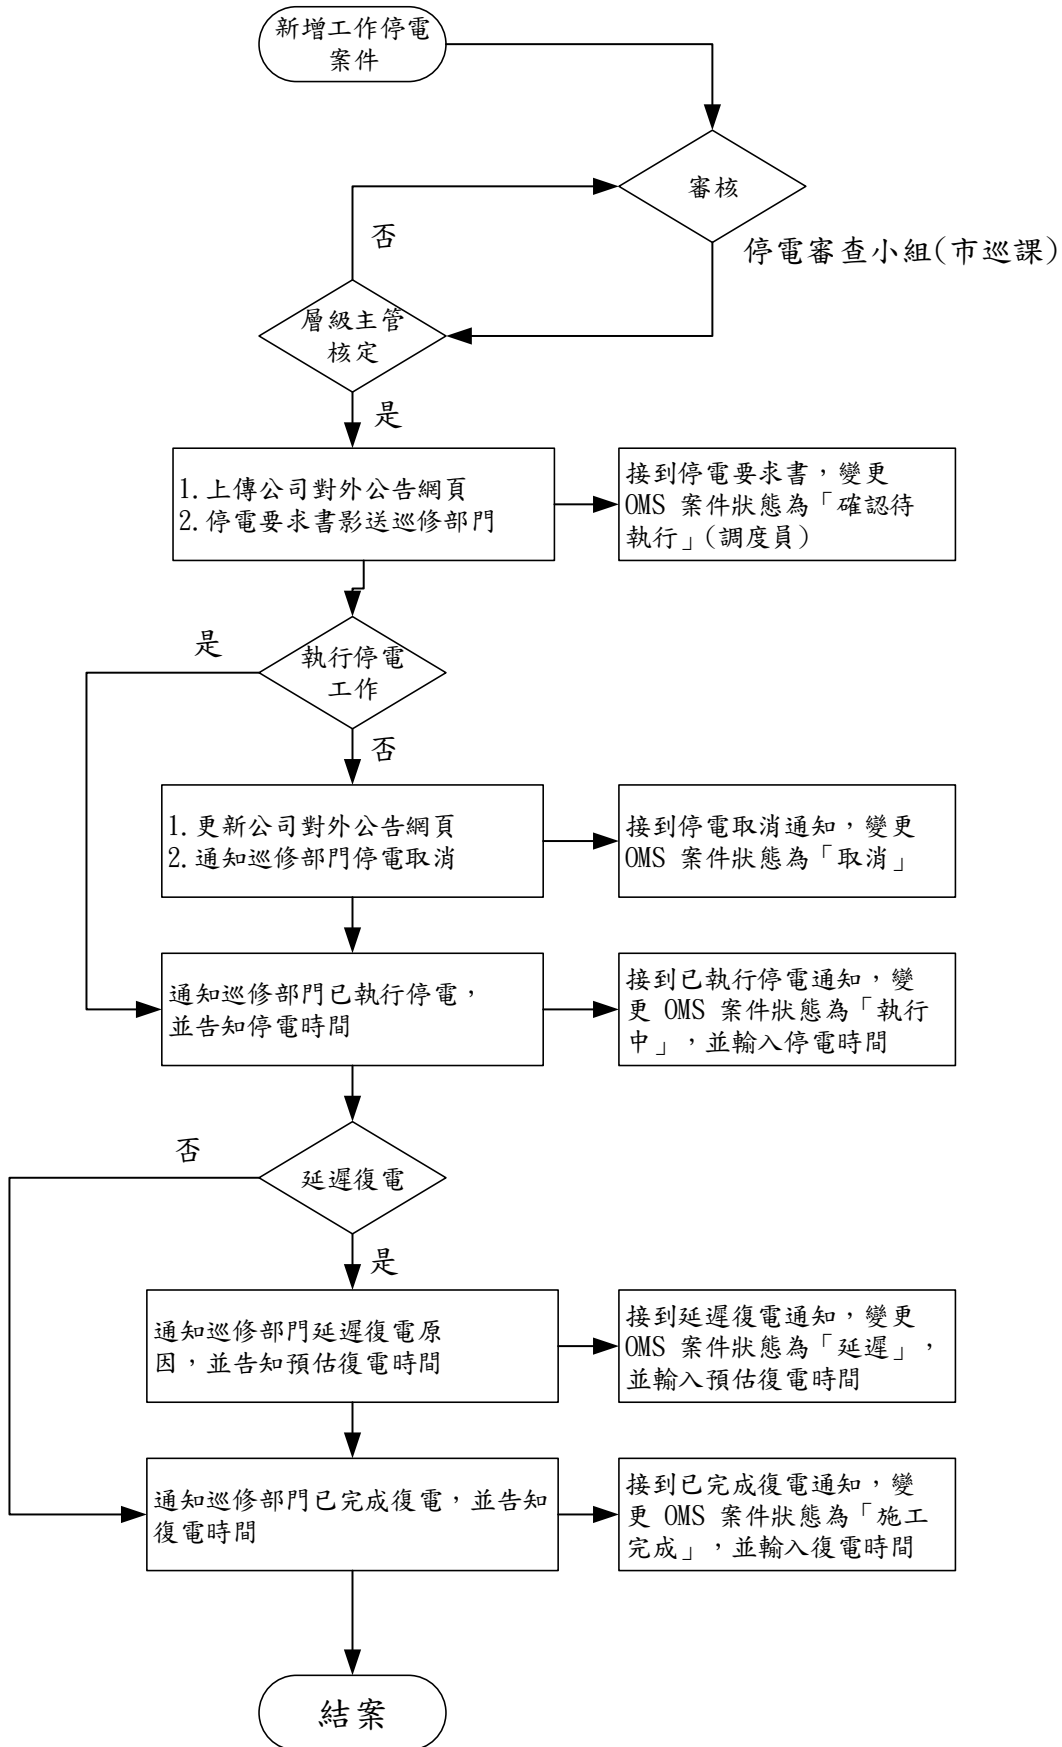 新增工作停電
案件
審核
否
停電審查小組(市巡課)
層級主管
核定
是
1.上傳公司對外公告網頁
2.停電要求書影送巡修部門
接到停電要求書，變更
OMS 案件狀態為「確認待
執行」(調度員)
是
執行停電
工作
否
1.更新公司對外公告網頁
2.通知巡修部門停電取消
接到停電取消通知，變更
OMS 案件狀態為「取消」
通知巡修部門已執行停電，
並告知停電時間
接到已執行停電通知，變
更 OMS 案件狀態為「執行
中」，並輸入停電時間
否
延遲復電
是
通知巡修部門延遲復電原
因，並告知預估復電時間
接到延遲復電通知，變更
OMS 案件狀態為「延遲」，
並輸入預估復電時間
通知巡修部門已完成復電，並告知
復電時間
接到已完成復電通知，變
更 OMS 案件狀態為「施工
完成」，並輸入復電時間
結案